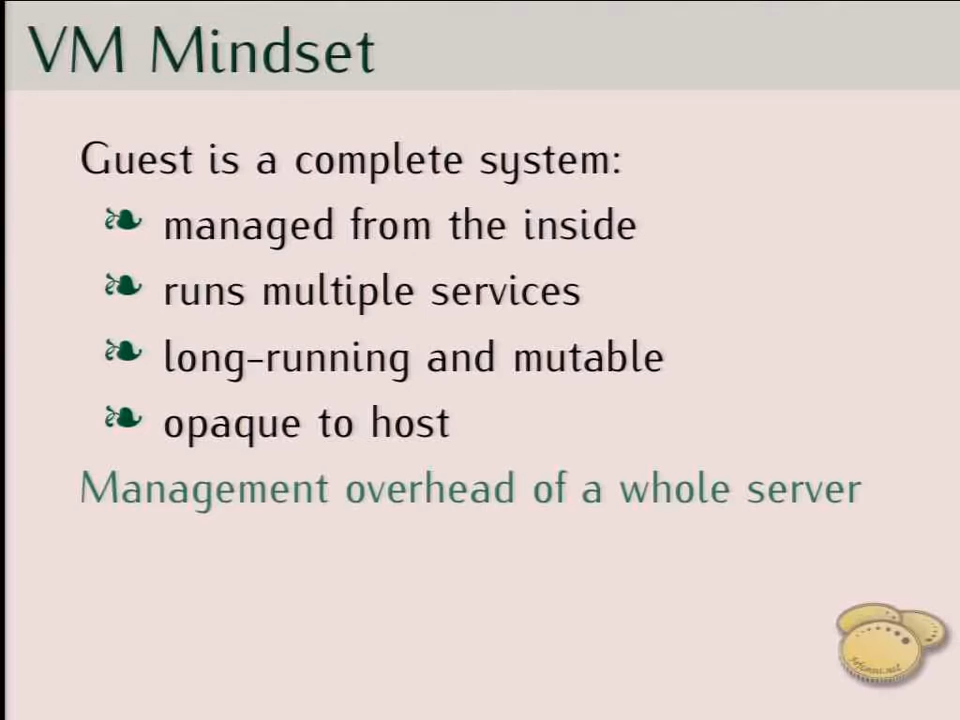 VM Mindset
Guest is a complete system:
❧ managed from the inside
❧ runs multiple services
❧ long-running and mutable
❧ opaque to host
Management overhead of a whole server